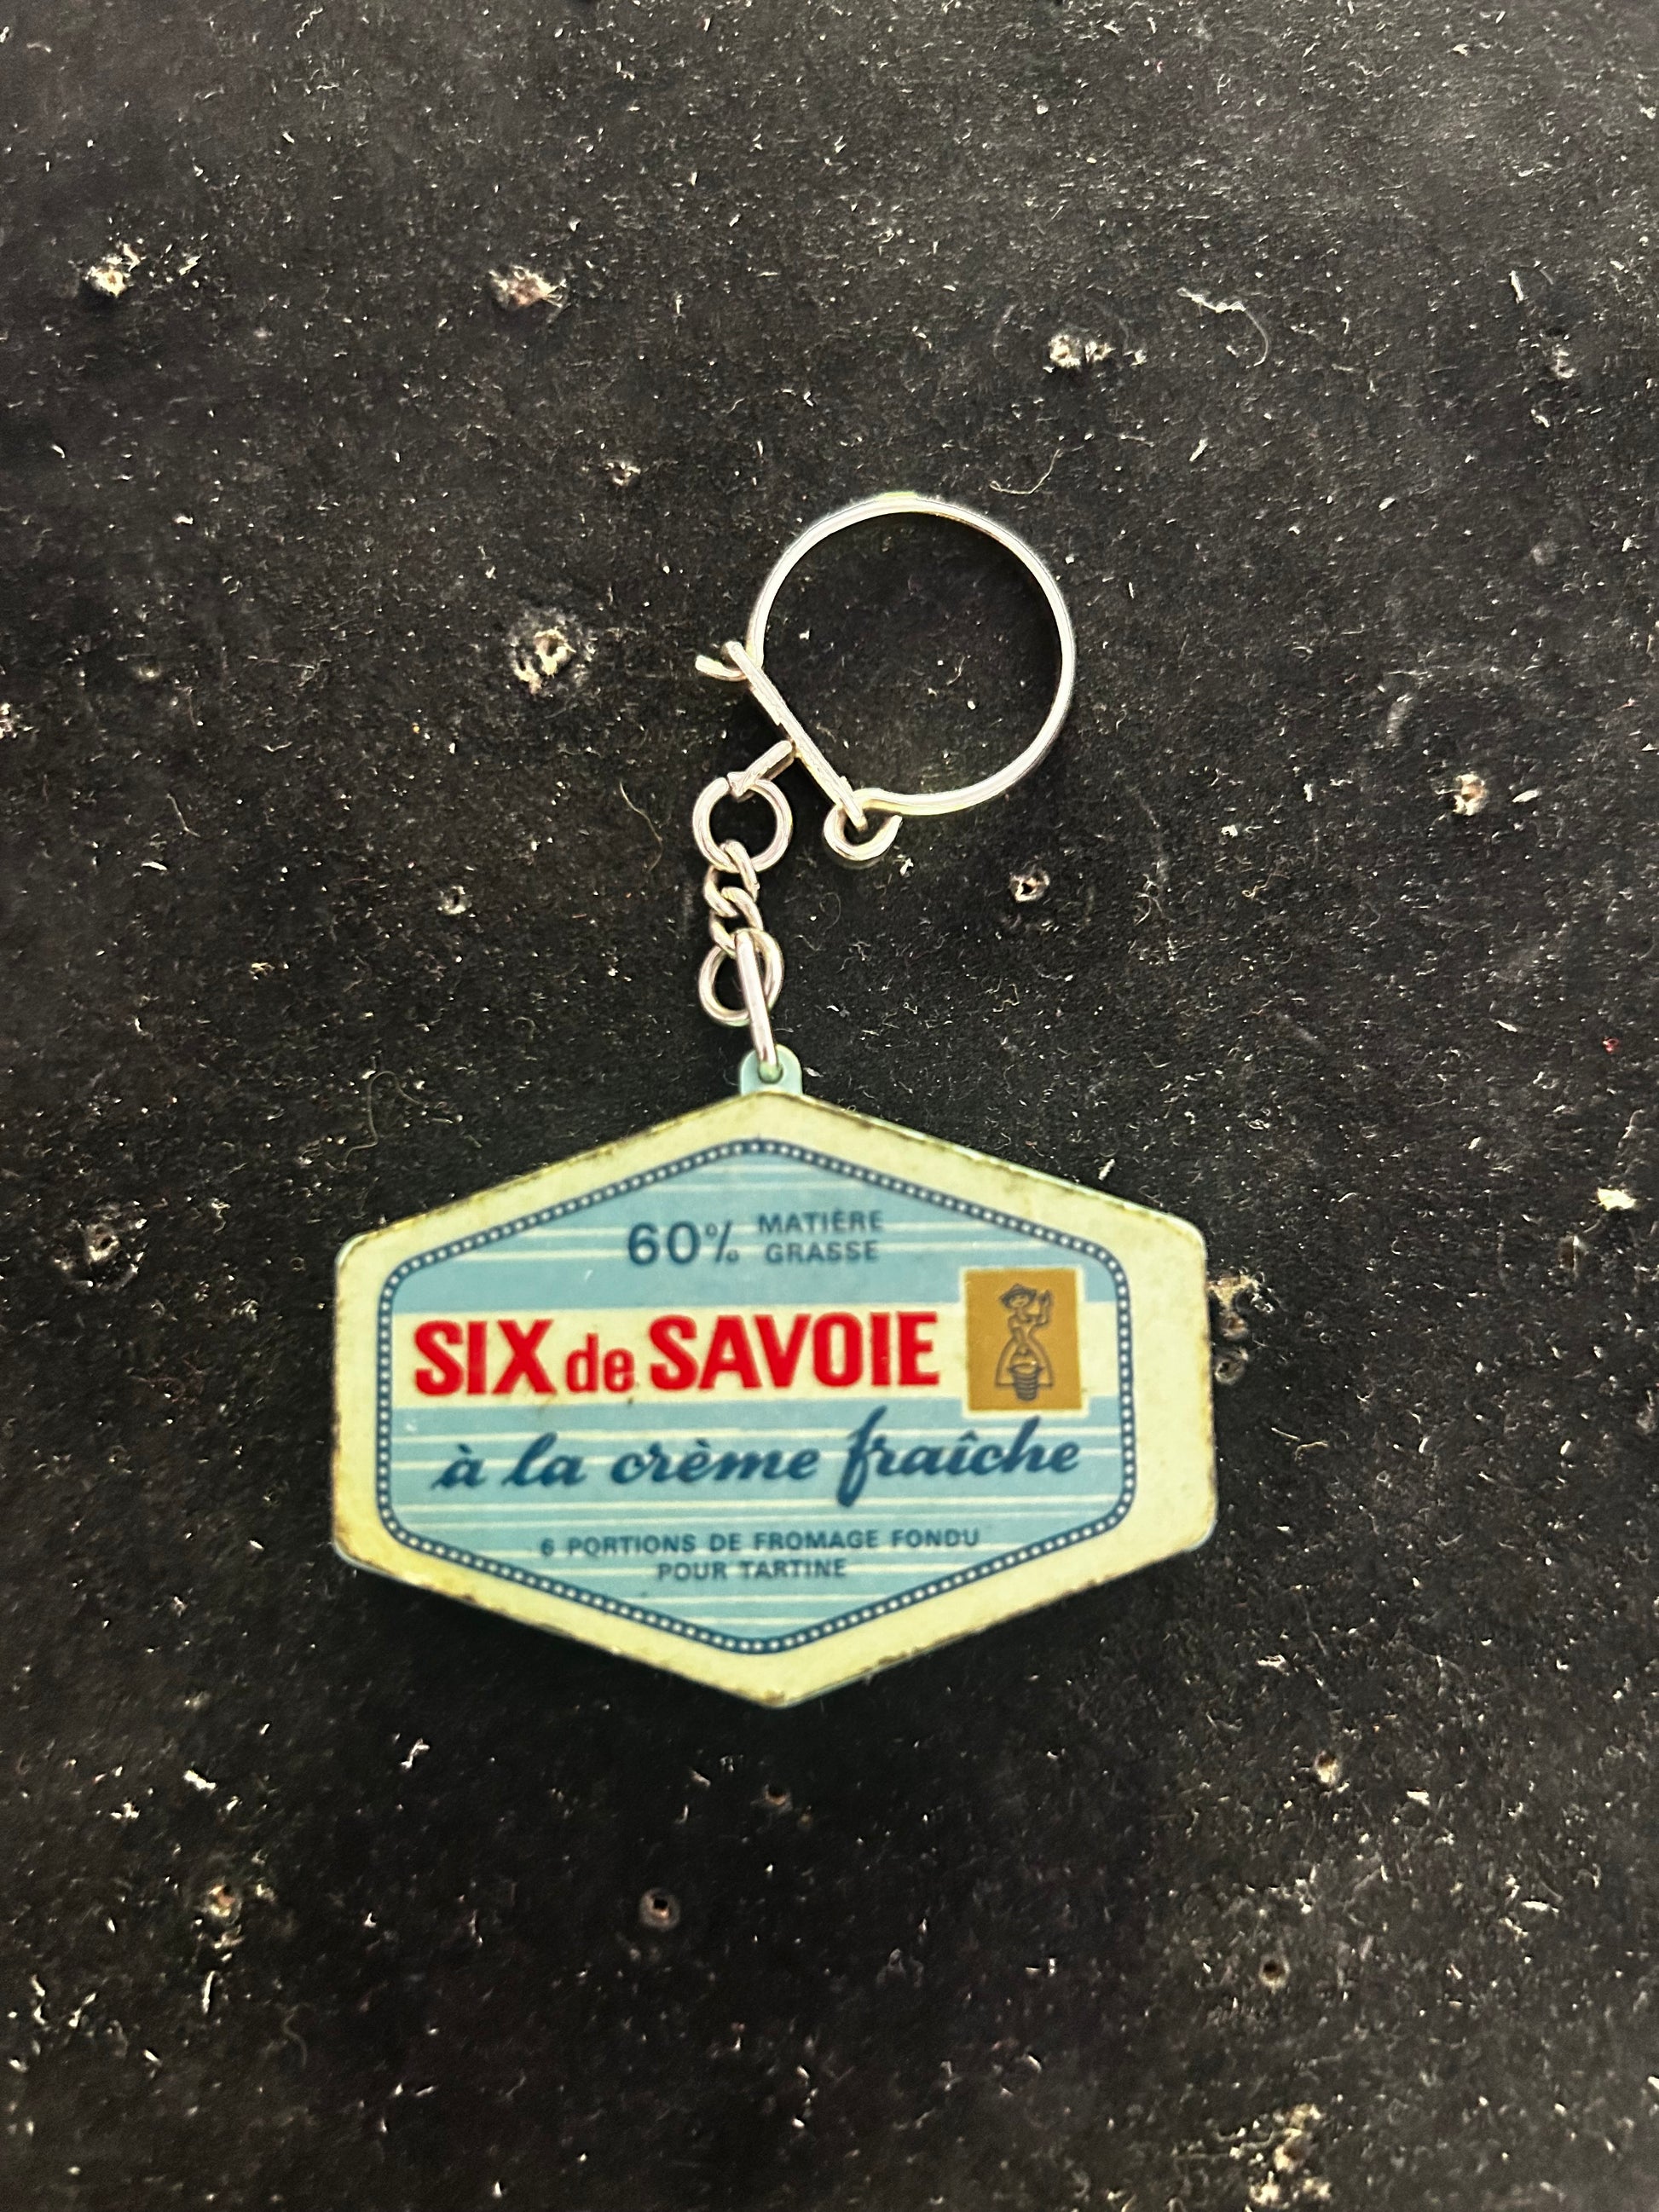 60% MATIÈRE
GRASSE
SIX de SAVOIE
à la crème fraîche
6 PORTIONS DE FROMAGE FONDU
POUR TARTINE